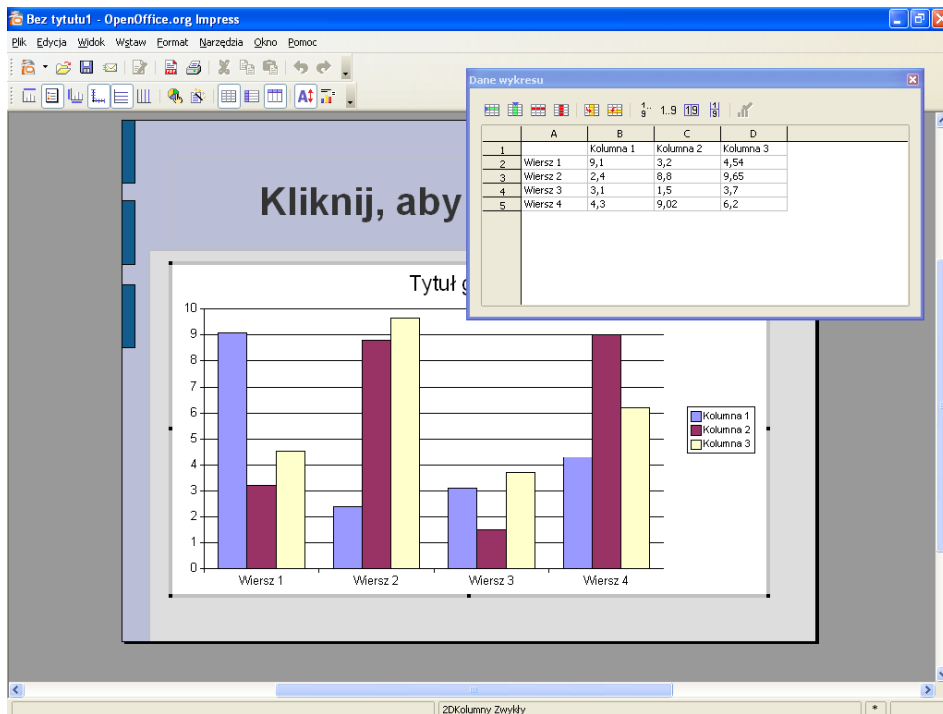 Bez tytułu1 - OpenOffice.org Impress
Plik Edycja Widok Wstaw Format Narzędzia Okno Pomoc
Dane wykresu
A B C D
1 Kolumna 1 Kolumna 2 Kolumna 3
2 Wiersz 1 9,1 3,2 4,54
3 Wiersz 2 2,4 8,8 9,65
4 Wiersz 3 3,1 1,5 3,7
5 Wiersz 4 4,3 9,02 6,2
Kliknij, aby
Tytuł
10
9
8
7
6
5
4
3
2
1
0
Wiersz 1 Wiersz 2 Wiersz 3 Wiersz 4
Kolumna 1
Kolumna 2
Kolumna 3
2DKolumny Zwykły
*